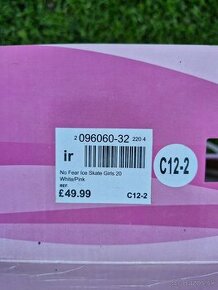 2 096060-32 220 4
ir
C12-2
No Fear Ice Skate Girls 20
White/Pink
REF.
£49.99 C12-2